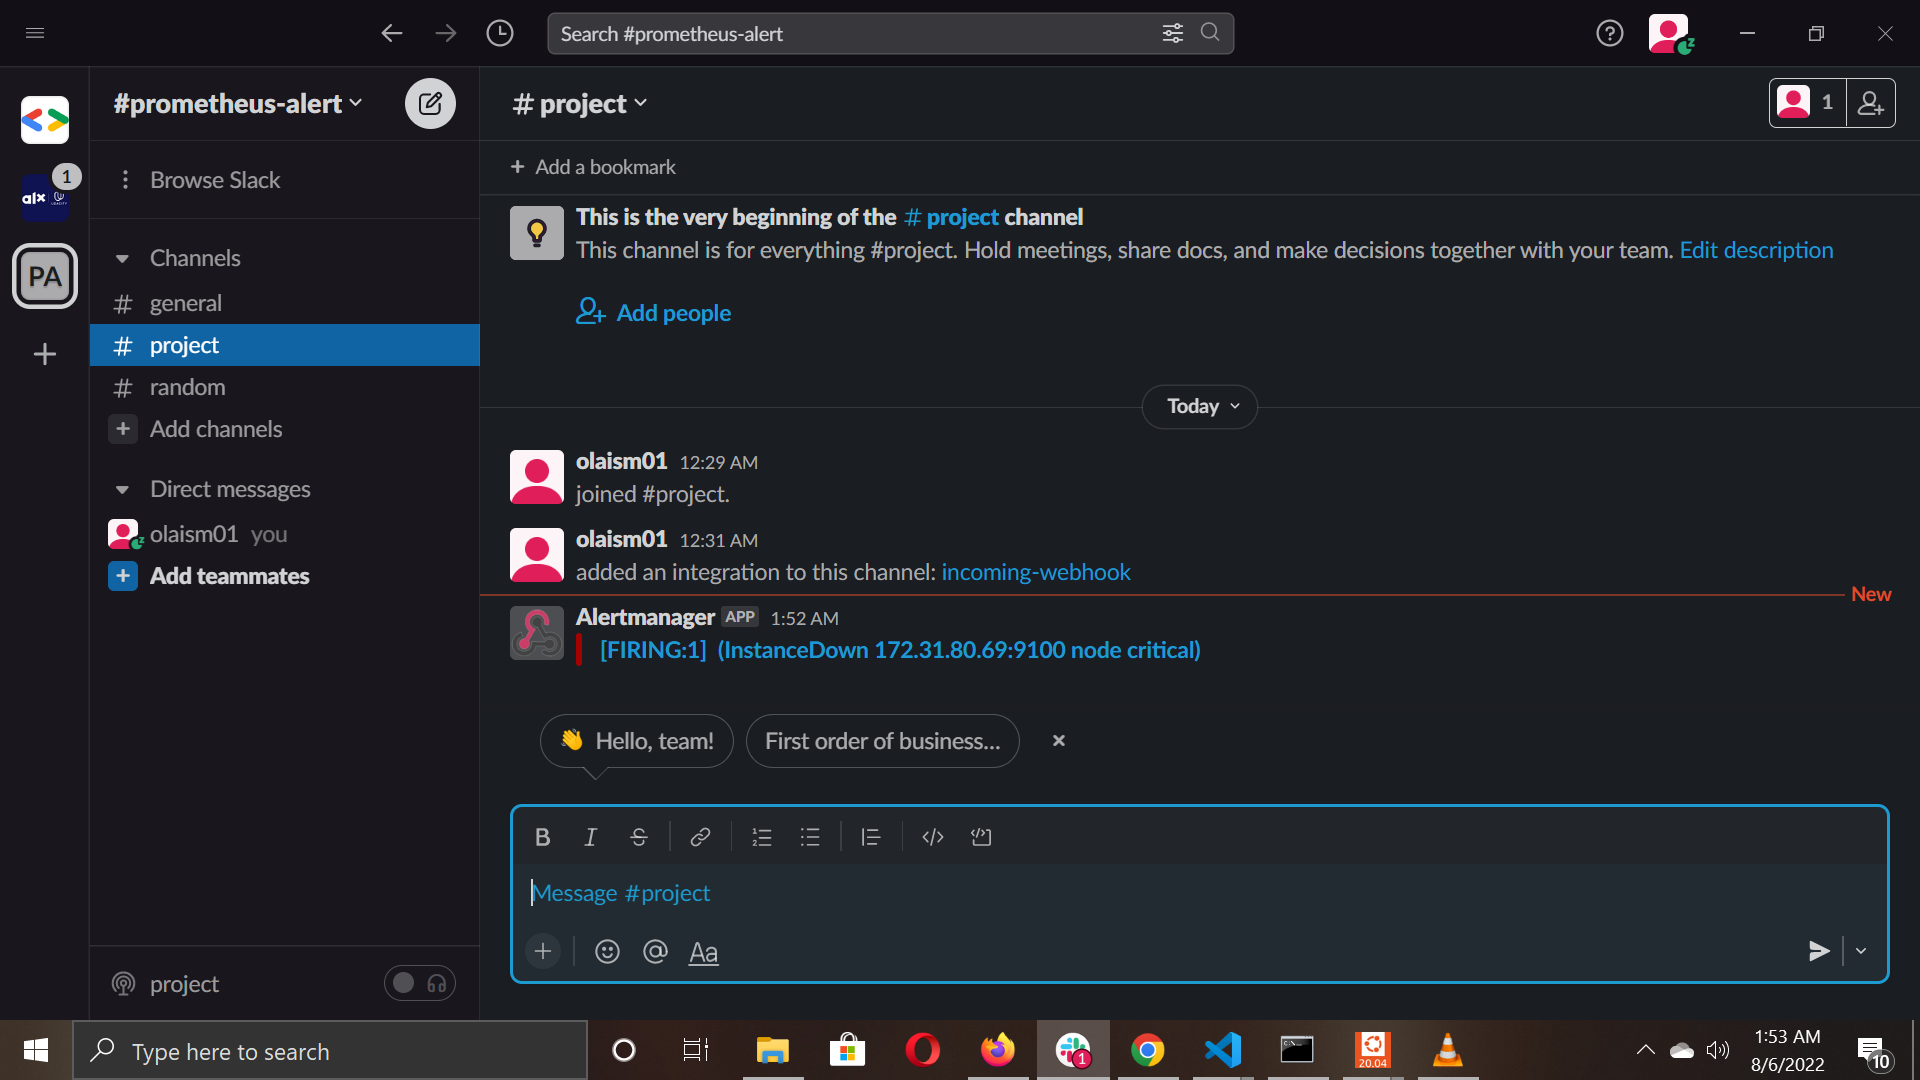 Search #prometheus-alert
#prometheus-alert
# project
1
+ Add a bookmark
1
alx
Browse Slack
PA
Channels
# general
# project
# random
+ Add channels
Direct messages
olaism01 you
+ Add teammates
project
This is the very beginning of the # project channel
This channel is for everything #project. Hold meetings, share docs, and make decisions together with your team. Edit description
Add people
Today
olaism01 12:29 AM
joined #project.
olaism01 12:31 AM
added an integration to this channel: incoming-webhook
New
Alertmanager APP 1:52 AM
[FIRING:1] (InstanceDown 172.31.80.69:9100 node critical)
👋 Hello, team!
First order of business...
B I S
Message #project
Aa
Type here to search
1
20.04
1:53 AM
8/6/2022
10